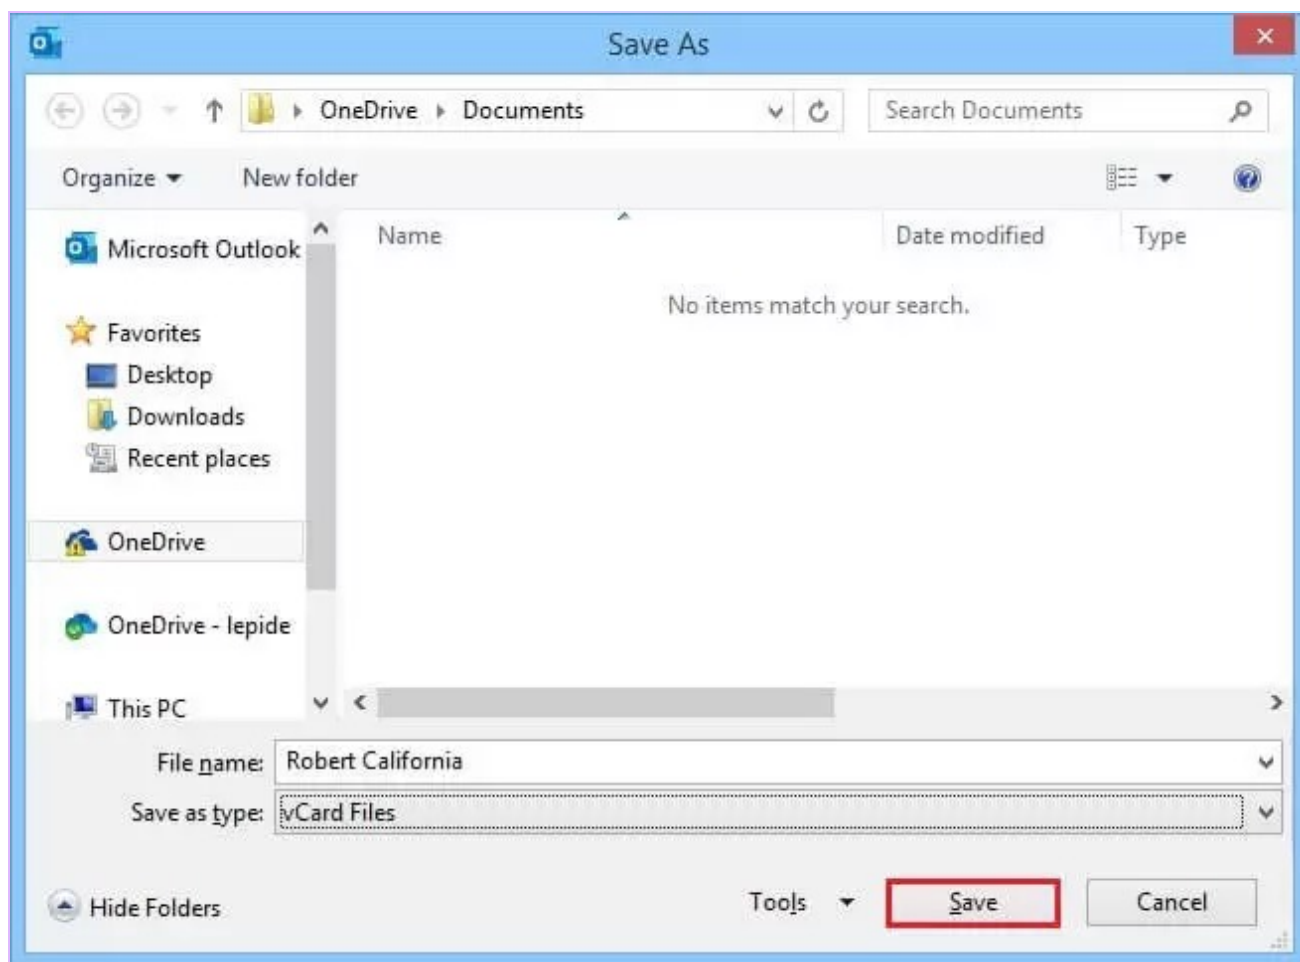 Save As
OneDrive Documents
Search Documents
Organize New folder
Microsoft Outlook
Name Date modified Type
No items match your search.
Favorites
Desktop
Downloads
Recent places
OneDrive
OneDrive - lepide
This PC
File name: Robert California
Save as type: vCard Files
Hide Folders Tools Save Cancel